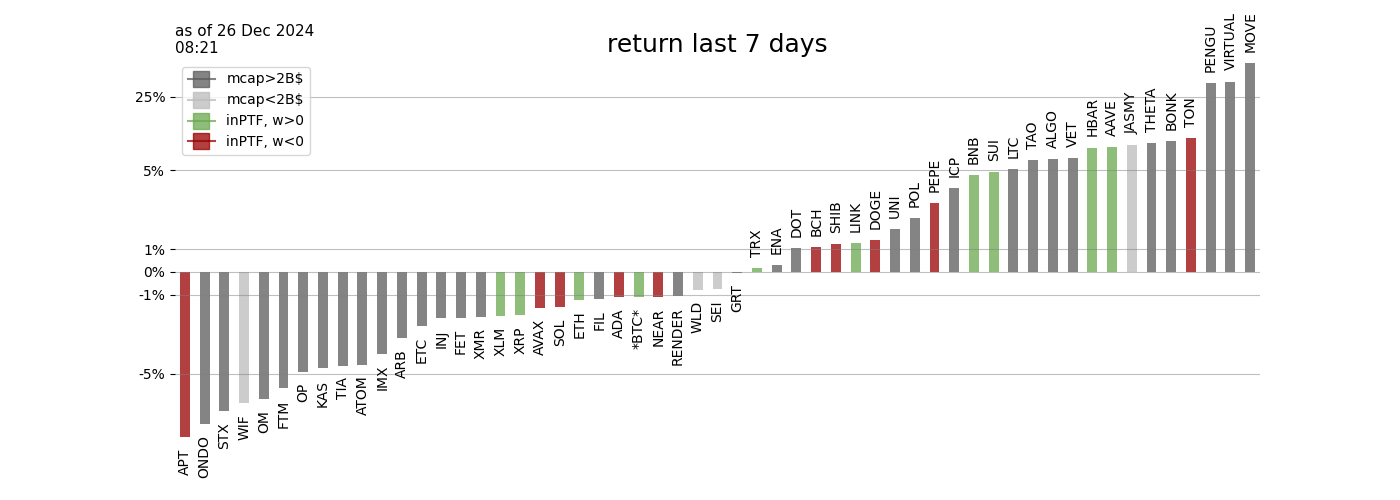 as of 26 Dec 2024
08:21
return last 7 days
mcap>2B$
mcap<2B$
inPTF, w>0
inPTF, w<0
25%
5%
1%
0%
-1%
-5%
APT
ONDO
STX
WIF
OM
FTM
OP
KAS
TIA
ATOM
IMX
ARB
ETC
INJ
FET
XMR
XLM
XRP
AVAX
SOL
ETH
FIL
ADA
*BTC*
NEAR
RENDER
WLD
SEI
GRT
TRX
ENA
DOT
BCH
SHIB
LINK
DOGE
UNI
POL
PEPE
ICP
BNB
SUI
LTC
TAO
ALGO
VET
HBAR
AAVE
JASMY
THETA
BONK
TON
PENGU
VIRTUAL
MOVE